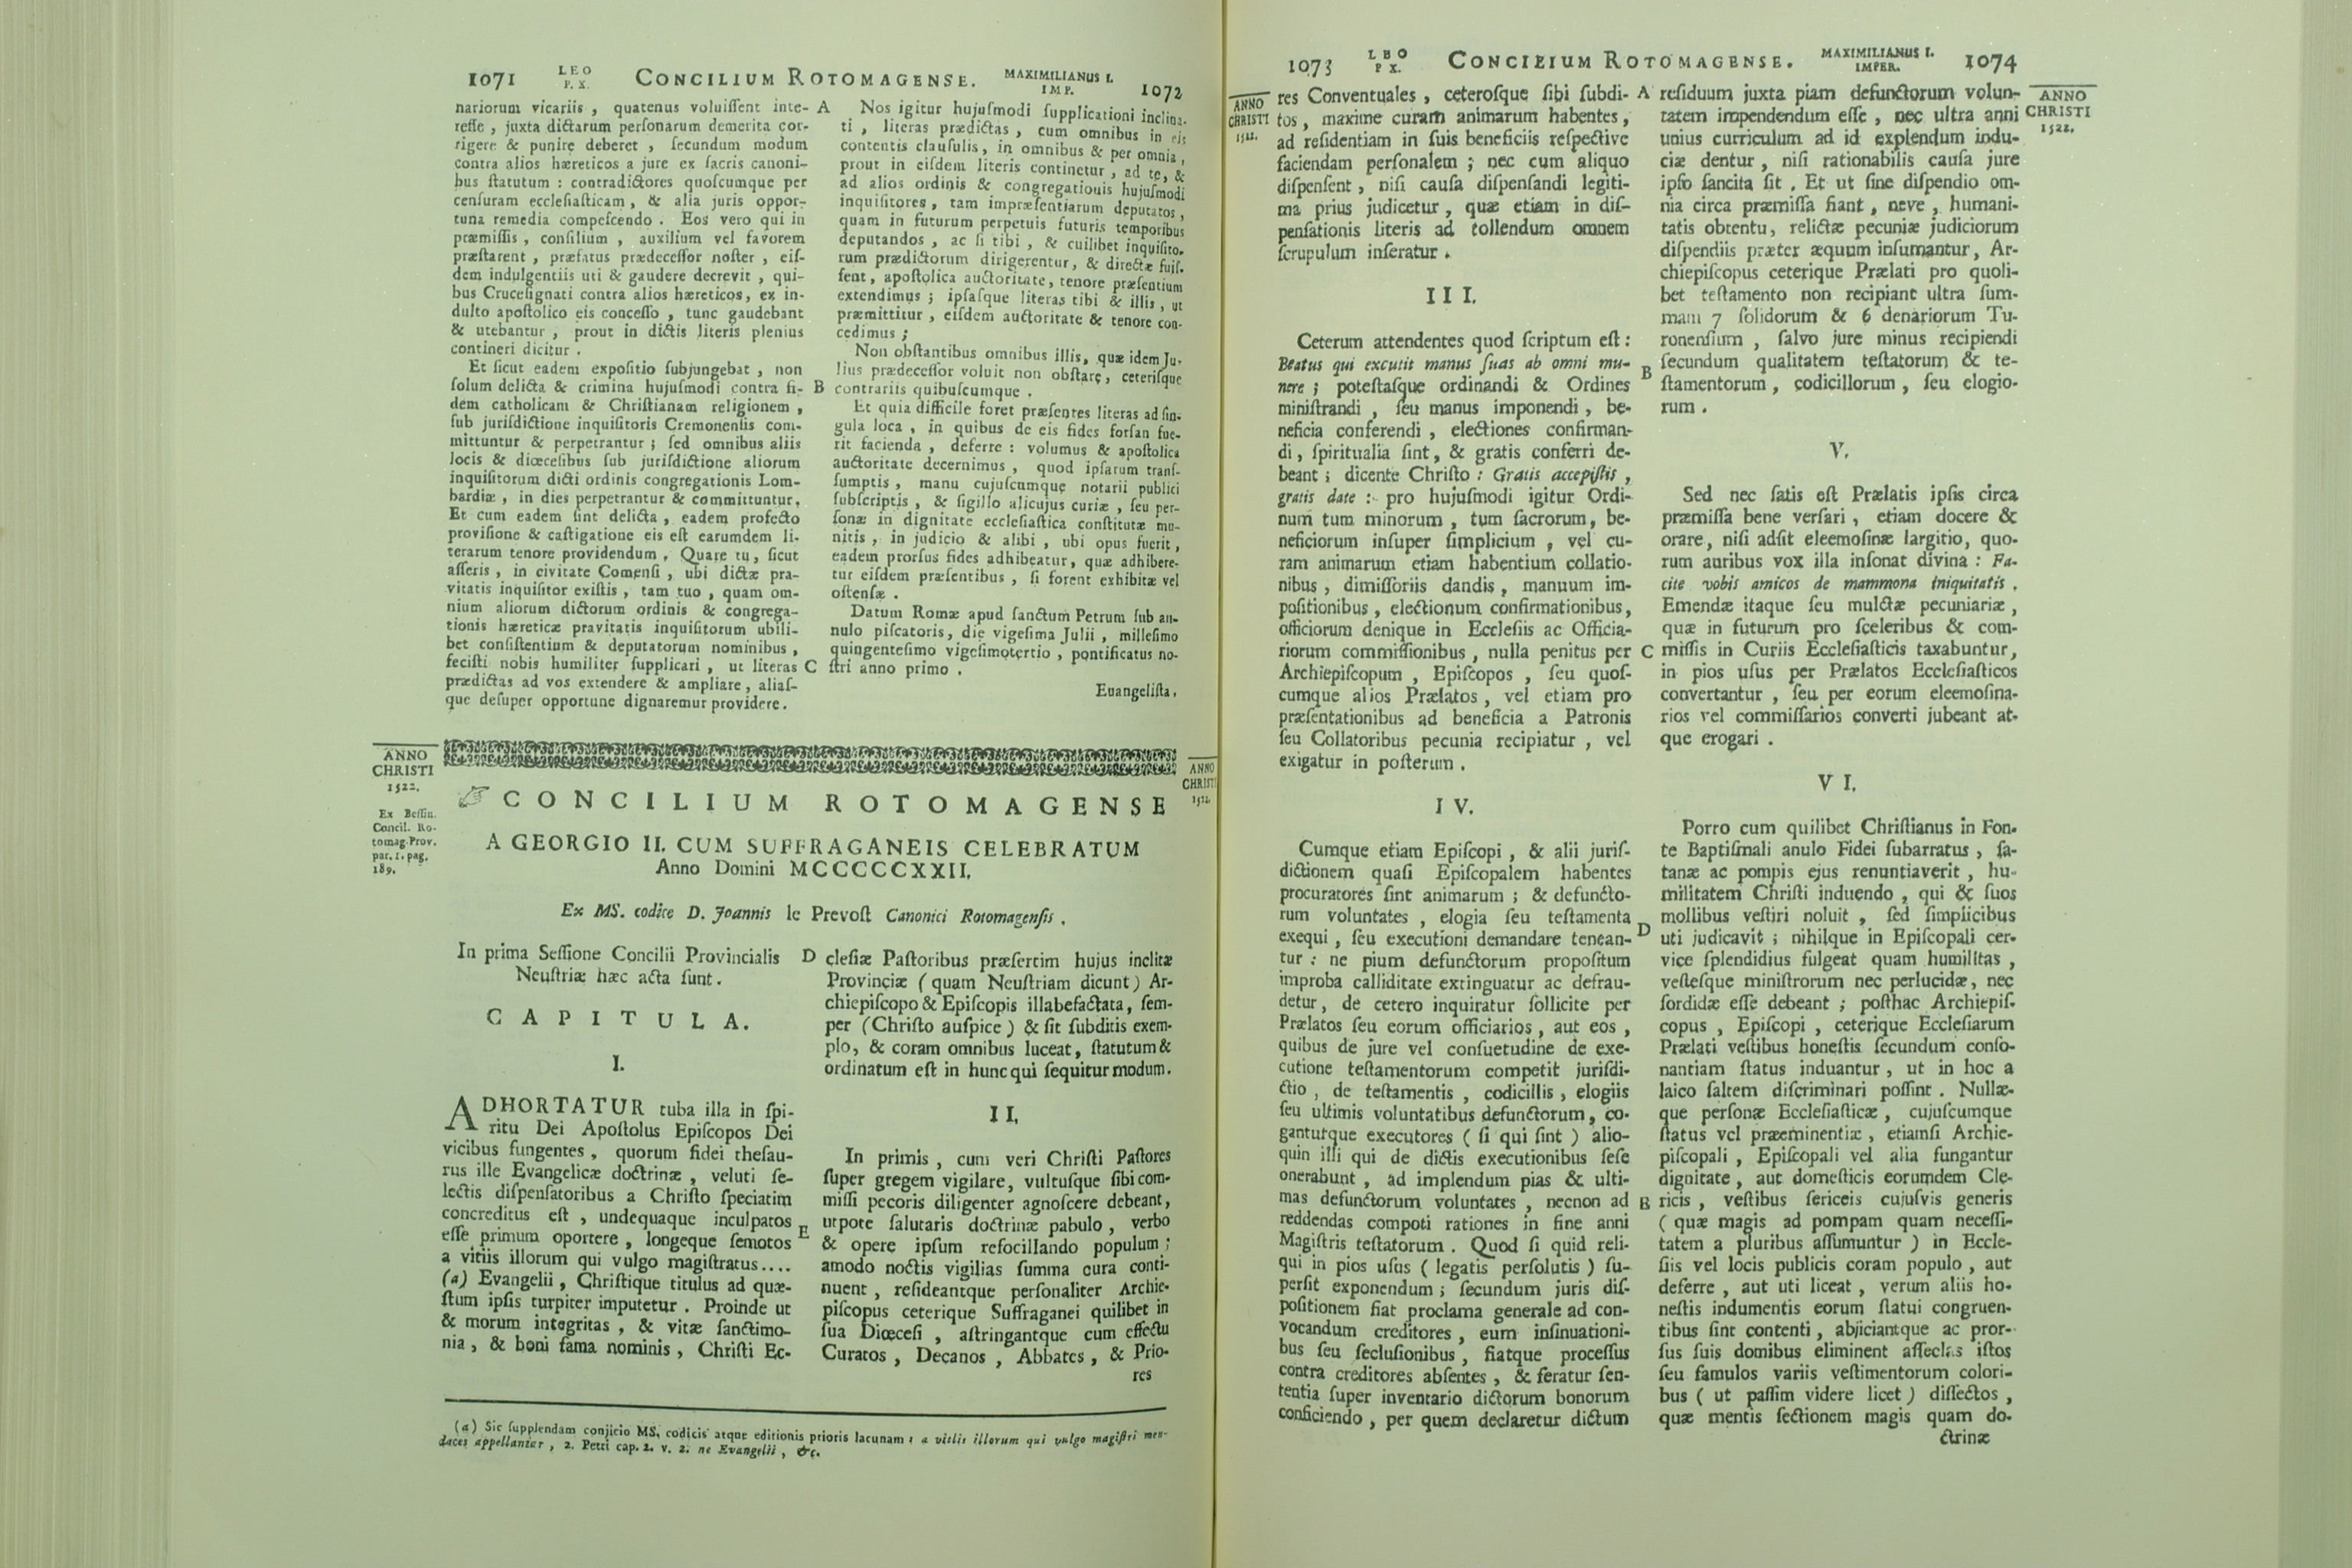 1071 LEO P. X. CONCILIUM ROTOMAGENSE. MAXIMILIANUS I. IMP. 1072
nariorum vicariis , quatenus voluiſſent inte-
reſſe , juxta dictarum perſonarum demerita cor-
rigere & punire deberet , ſecundum modum
contra alios hæreticos a jure ex ſacris canoni-
bus ſtatutum : contradictores quoſcumque per
cenſuram eccleſiaſticam , & alia juris oppor-
tuna remedia compeſcendo . Eos vero qui in
præmiſſis , conſilium , auxilium vel favorem
præſtarent , præfatus prædeceſſor noſter , eiſ-
dem indulgentiis uti & gaudere decrevit , qui-
bus Cruceſignati contra alios hæreticos, ex in-
dulto apoſtolico eis conceſſo , tunc gaudebant
& utebantur , prout in dictis literis plenius
contineri dicitur .
Et ſicut eadem expoſitio ſubjungebat , non
ſolum delicta & crimina hujuſmodi contra fi-
dem catholicam & Chriſtianam religionem ,
ſub juriſdictione inquiſitoris Cremonenſis com-
mittuntur & perpetrantur ; ſed omnibus aliis
locis & diœceſibus ſub juriſdictione aliorum
inquiſitorum dicti ordinis congregationis Lom-
bardiæ , in dies perpetrantur & committuntur.
Et cum eadem ſint delicta , eadem profecto
proviſione & caſtigatione eis eſt earumdem li-
terarum tenore providendum . Quare tu, ſicut
aſſeris , in civitate Comenſi , ubi dictæ pra-
vitatis inquiſitor exiſtis , tam tuo , quam om-
nium aliorum dictorum ordinis & congrega-
tionis hæreticæ pravitatis inquiſitorum ubili-
bet conſiſtentium & deputatorum nominibus ,
feciſti nobis humiliter ſupplicari , ut literas
prædictas ad vos extendere & ampliare , aliaſ-
que deſuper opportune dignaremur providere.
A
B
C
Nos igitur hujuſmodi ſupplicationi inclina-
ti , literas prædictas , cum omnibus in eis
contentis clauſulis, in omnibus & per omnia,
prout in eiſdem literis continetur , ad te, &
ad alios ordinis & congregatiouis hujuſmodi
inquiſitores , tam impræſentiarum deputatos ,
quam in futurum perpetuis futuris temporibus
deputandos , ac ſi tibi , & cuilibet inquiſito-
rum prædictorum dirigerentur, & directæ fuiſ-
ſent , apoſtolica auctoritate, tenore præſentium
extendimus ; ipſaſque literas tibi & illis , ut
præmittitur , eiſdem auctoritate & tenore con-
cedimus ;
Non obſtantibus omnibus illis, quæ idem Ju-
lius prædeceſſor voluit non obſtare, ceteriſque
contrariis quibuſcumque .
Et quia difficile foret præſentes literas ad ſin-
gula loca , in quibus de eis fides forſan fue-
rit facienda , deferre : volumus & apoſtolica
auctoritate decernimus , quod ipſarum tranſ-
ſumptis , manu cujuſcumque notarii publici
ſubſcriptis , & ſigillo alicujus curiæ , ſeu per-
ſonæ in dignitate eccleſiaſtica conſtitutæ mu-
nitis , in judicio & alibi , ubi opus fuerit ,
eadem prorſus fides adhibeatur, quæ adhibere-
tur eiſdem præſentibus , ſi forent exhibitæ vel
oſtenſæ .
Datum Romæ apud ſanctum Petrum ſub an-
nulo piſcatoris, die vigeſima Julii , milleſimo
quingenteſimo vigeſimotertio , pontificatus no-
ſtri anno primo .
Euangeliſta.
ANNO
CHRISTI
1522.
Ex Beſſin.
Concil. Ro-
tomag.Prov.
par. 1. pag.
189.
ANNO
CHRISTI
1522.
☞ CONCILIUM ROTOMAGENSE
A GEORGIO II. CUM SUFFRAGANEIS CELEBRATUM
Anno Domini MCCCCCXXII.
Ex MS. codice D. Joannis le Prevoſt Canonici Rotomagenſis .
In prima Seſſione Concilii Provincialis
Neuſtriæ hæc acta ſunt.
CAPITULA.
I.
ADHORTATUR tuba illa in ſpi-
ritu Dei Apoſtolus Epiſcopos Dei
vicibus fungentes , quorum fidei theſau-
rus ille Evangelicæ doctrinæ , veluti ſe-
lectis diſpenſatoribus a Chriſto ſpeciatim
concreditus eſt , undequaque inculpatos
eſſe primum oportere , longeque ſemotos
a vitiis illorum qui vulgo magiſtratus....
(a) Evangelii , Chriſtique titulus ad quæ-
ſtum ipſis turpiter imputetur . Proinde ut
& morum integritas , & vitæ ſanctimo-
nia , & boni fama nominis , Chriſti Ec-
D
E
cleſiæ Paſtoribus præſertim hujus inclitæ
Provinciæ ( quam Neuſtriam dicunt ) Ar-
chiepiſcopo & Epiſcopis illabefactata , ſem-
per (Chriſto auſpice ) & ſit ſubditis exem-
plo, & coram omnibus luceat, ſtatutum &
ordinatum eſt in hunc qui ſequitur modum.
II.
In primis , cum veri Chriſti Paſtores
ſuper gregem vigilare, vultuſque ſibi com-
miſſi pecoris diligenter agnoſcere debeant,
utpote ſalutaris doctrinæ pabulo , verbo
& opere ipſum refocillando populum ;
amodo noctis vigilias ſumma cura conti-
nuent , reſideantque perſonaliter Archie-
piſcopus ceterique Suffraganei quilibet in
ſua Diœceſi , aſtringantque cum effectu
Curatos , Decanos , Abbates , & Prio-
res
(a) Sic ſupplendam conjicio MS. codicis atque editionis prioris lacunam : a vitiis illorum qui vulgo magiſtri men-
daces appellantur , 2. Petri cap. 2. v. 2. ne Evangelii , &c.
1073 LEO P X. CONCILIUM ROTOMAGENSE. MAXIMILIANUS I. IMPER. 1074
ANNO
CHRISTI
1522.
res Conventuales , ceteroſque ſibi ſubdi-
tos , maxime curam animarum habentes ,
ad reſidentiam in ſuis beneficiis reſpective
faciendam perſonalem ; nec cum aliquo
diſpenſent , niſi cauſa diſpenſandi legiti-
ma prius judicetur , quæ etiam in diſ-
penſationis literis ad tollendum omnem
ſcrupulum inferatur .
III.
Ceterum attendentes quod ſcriptum eſt :
Beatus qui excutit manus ſuas ab omni mu-
nere ; poteſtaſque ordinandi & Ordines
miniſtrandi , ſeu manus imponendi , be-
neficia conferendi , electiones confirman-
di , ſpiritualia ſint , & gratis conferri de-
beant ; dicente Chriſto : Gratis accepiſtis ,
gratis date : pro hujuſmodi igitur Ordi-
num tum minorum , tum ſacrorum, be-
neficiorum inſuper ſimplicium , vel cu-
ram animarum etiam habentium collatio-
nibus , dimiſſoriis dandis , manuum im-
poſitionibus , electionum confirmationibus,
officiorum denique in Eccleſiis ac Officia-
riorum commiſſionibus , nulla penitus per
Archiepiſcopum , Epiſcopos , ſeu quoſ-
cumque alios Prælatos , vel etiam pro
præſentationibus ad beneficia a Patronis
ſeu Collatoribus pecunia recipiatur , vel
exigatur in poſterum .
IV.
Cumque etiam Epiſcopi , & alii juriſ-
dictionem quaſi Epiſcopalem habentes
procuratores ſint animarum ; & defuncto-
rum voluntates , elogia ſeu teſtamenta
exequi , ſeu executioni demandare tenean-
tur : ne pium defunctorum propoſitum
improba calliditate extinguatur ac defrau-
detur , de cetero inquiratur ſollicite per
Prælatos ſeu eorum officiarios , aut eos ,
quibus de jure vel conſuetudine de exe-
cutione teſtamentorum competit juriſdi-
ctio , de teſtamentis , codicillis , elogiis
ſeu ultimis voluntatibus defunctorum, co-
ganturque executores ( ſi qui ſint ) alio-
quin illi qui de dictis executionibus ſeſe
onerabunt , ad implendum pias & ulti-
mas defunctorum voluntates , necnon ad
reddendas compoti rationes in fine anni
Magiſtris teſtatorum . Quod ſi quid reli-
qui in pios uſus ( legatis perſolutis ) ſu-
perſit exponendum ; ſecundum juris diſ-
poſitionem fiat proclama generale ad con-
vocandum creditores , eum inſinuationi-
bus ſeu ſecluſionibus , fiatque proceſſus
contra creditores abſentes , & feratur ſen-
tentia ſuper inventario dictorum bonorum
conficiendo , per quem declaretur dictum
A
B
C
D
B
reſiduum juxta piam defunctorum volun-
tatem impendendum eſſe , nec ultra anni
unius curriculum ad id explendum indu-
ciæ dentur , niſi rationabilis cauſa jure
ipſo ſancita ſit . Et ut ſine diſpendio om-
nia circa præmiſſa fiant , neve , humani-
tatis obtentu, relictæ pecuniæ judiciorum
diſpendiis præter æquum inſumantur, Ar-
chiepiſcopus ceterique Prælati pro quoli-
bet teſtamento non recipiant ultra ſum-
mam 7 ſolidorum & 6 denariorum Tu-
ronenſium , ſalvo jure minus recipiendi
ſecundum qualitatem teſtatorum & te-
ſtamentorum , codicillorum , ſeu elogio-
rum .
V.
Sed nec ſatis eſt Prælatis ipſis circa
præmiſſa bene verſari , etiam docere &
orare, niſi adſit eleemoſinæ largitio, quo-
rum auribus vox illa inſonat divina : Fa-
cite vobis amicos de mammona iniquitatis .
Emendæ itaque ſeu mulctæ pecuniariæ ,
quæ in futurum pro ſceleribus & com-
miſſis in Curiis Eccleſiaſticis taxabuntur,
in pios uſus per Prælatos Eccleſiaſticos
convertantur , ſeu per eorum eleemoſina-
rios vel commiſſarios converti jubeant at-
que erogari .
VI.
Porro cum quilibet Chriſtianus in Fon-
te Baptiſmali anulo Fidei ſubarratus , ſa-
tanæ ac pompis ejus renuntiaverit , hu-
militatem Chriſti induendo , qui & ſuos
mollibus veſtiri noluit , ſed ſimplicibus
uti judicavit ; nihilque in Epiſcopali cer-
vice ſplendidius fulgeat quam humilitas ,
veſteſque miniſtrorum nec perlucidæ, nec
ſordidæ eſſe debeant ; poſthac Archiepiſ-
copus , Epiſcopi , ceterique Eccleſiarum
Prælati veſtibus honeſtis ſecundum conſo-
nantiam ſtatus induantur , ut in hoc a
laico ſaltem diſcriminari poſſint . Nullæ-
que perſonæ Eccleſiaſticæ , cujuſcumque
ſtatus vel præeminentiæ , etiamſi Archie-
piſcopali , Epiſcopali vel alia fungantur
dignitate , aut domeſticis eorumdem Cle-
ricis , veſtibus ſericeis cujuſvis generis
( quæ magis ad pompam quam neceſſi-
tatem a pluribus aſſumuntur ) in Eccle-
ſiis vel locis publicis coram populo , aut
deferre , aut uti liceat , verum aliis ho-
neſtis indumentis eorum ſtatui congruen-
tibus ſint contenti , abjiciantque ac pror-
ſus ſuis domibus eliminent aſſeclas iſtos
ſeu famulos variis veſtimentorum colori-
bus ( ut paſſim videre licet ) diſſectos ,
quæ mentis ſectionem magis quam do-
ctrinæ
ANNO
CHRISTI
1522.